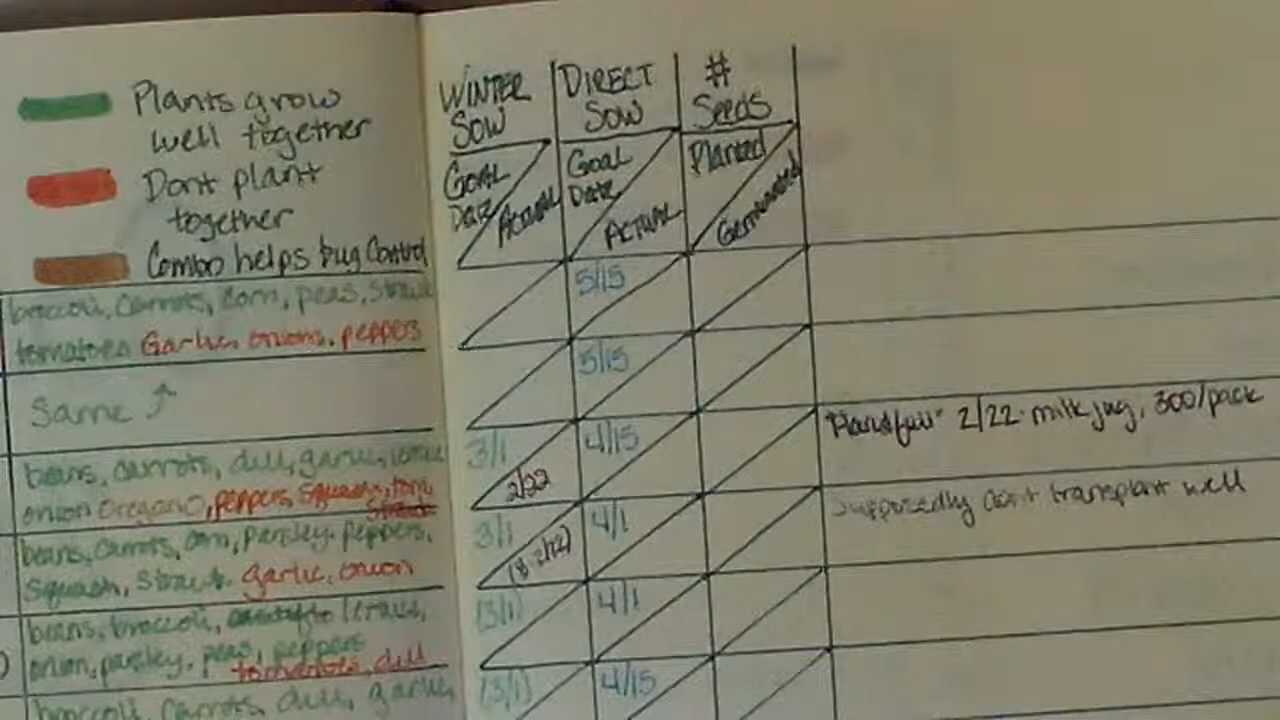 Plants grow
well together
Dont plant
together
Combo helps bug Control
broccoli, carrots, corn, peas, straw
tomatoes Garlic, onions, peppers
Same ↗
beans, carrots, dill, garlic, lettuce
onion Oregano, peppers, squash, tom
beans, carrots, corn, parsley, peppers,
squash, straw. garlic, onion
beans, broccoli, lettuce,
onion, parsley, peas, peppers
tomatoes, dill
broccoli, carrots, dill, garlic,
WINTER SOW
DIRECT SOW
# Seeds
GOAL Date ACTUAL
GOAL Date ACTUAL
Planted Germinated
5/15
5/15
3/1 2/22 4/15 "Handfull" 2/22 - milk jug, 300/pack
3/1 4/1 Supposedly don't transplant well
(3/1) 4/1
(3/1) 4/15